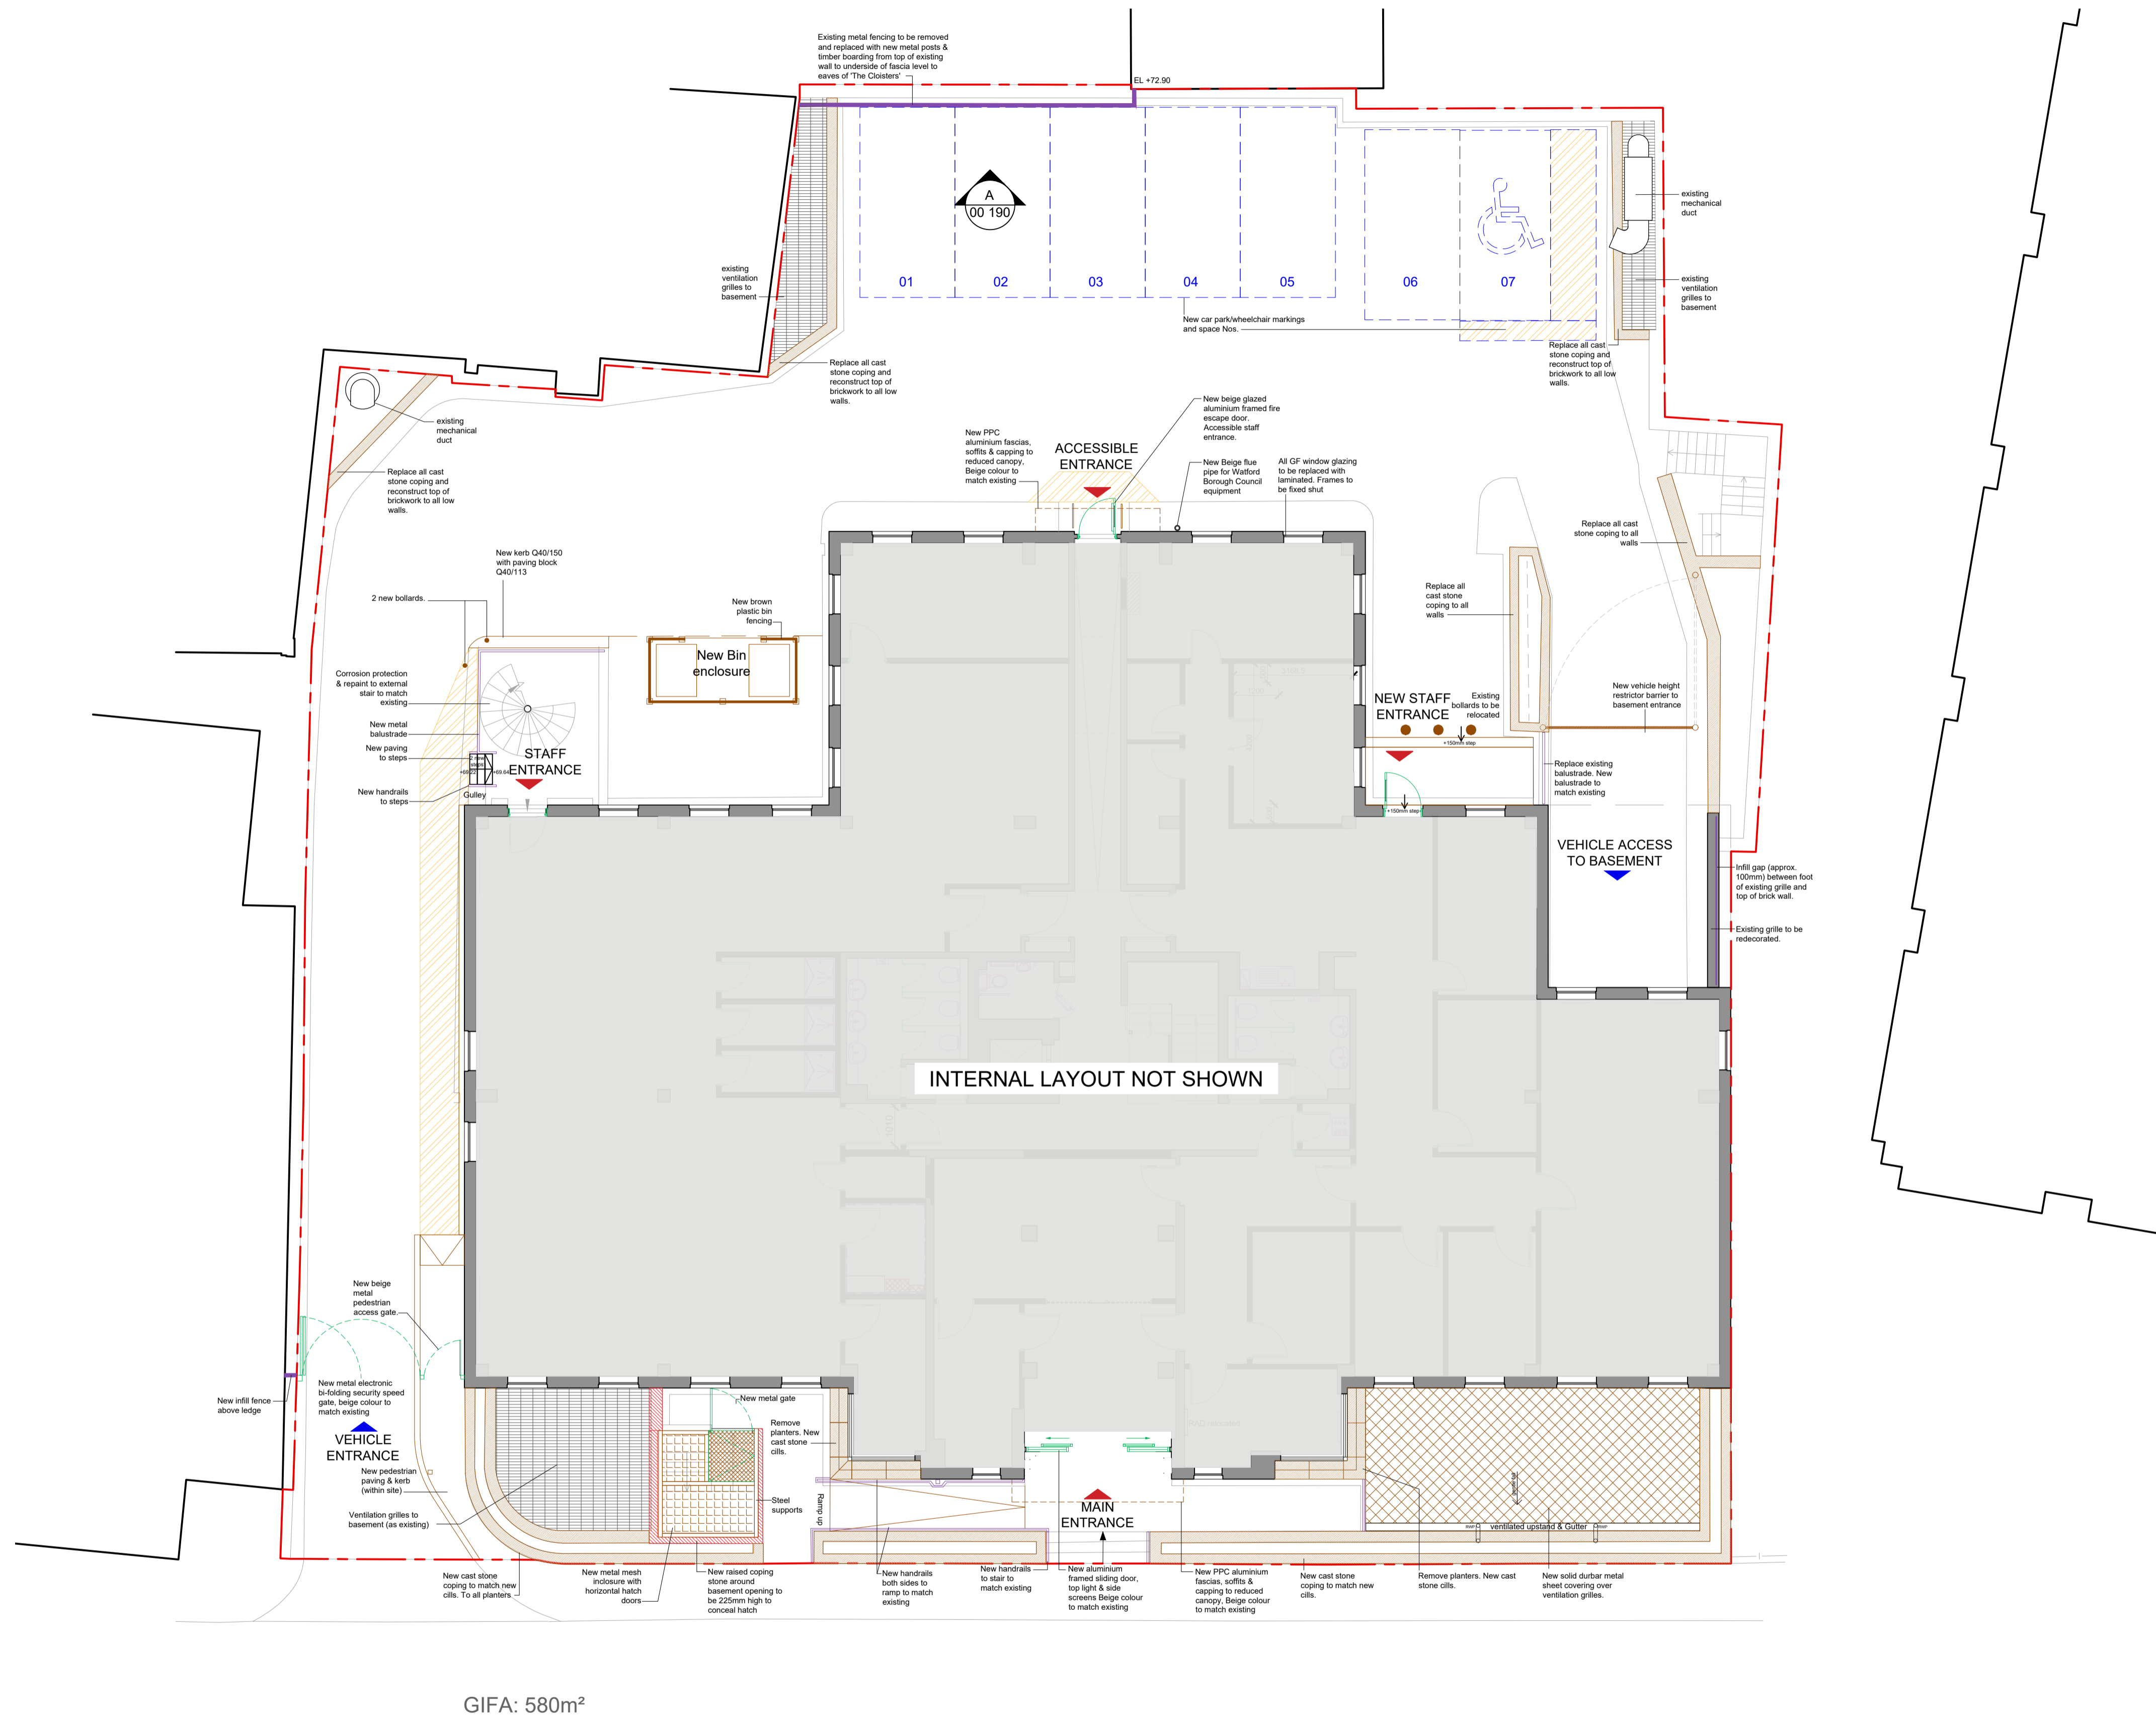 Existing metal fencing to be removed
and replaced with new metal posts &
timber boarding from top of existing
wall to underside of fascia level to
eaves of 'The Cloisters'
EL +72.90
A
00 190
existing
mechanical
duct
existing
ventilation
grilles to
basement
01
02
03
04
05
06
07
existing
ventilation
grilles to
basement
New car park/wheelchair markings
and space Nos.
Replace all cast
stone coping and
reconstruct top of
brickwork to all low
walls.
Replace all cast
stone coping and
reconstruct top of
brickwork to all low
walls.
existing
mechanical
duct
New beige glazed
aluminium framed fire
escape door.
Accessible staff
entrance.
New PPC
aluminium fascias,
soffits & capping to
reduced canopy,
Beige colour to
match existing
ACCESSIBLE
ENTRANCE
New Beige flue
pipe for Watford
Borough Council
equipment
All GF window glazing
to be replaced with
laminated. Frames to
be fixed shut
Replace all cast
stone coping and
reconstruct top of
brickwork to all low
walls.
Replace all cast
stone coping to all
walls
New kerb Q40/150
with paving block
Q40/113
2 new bollards.
New brown
plastic bin
fencing
Replace all
cast stone
coping to all
walls
New Bin
enclosure
Corrosion protection
& repaint to external
stair to match
existing
New metal
balustrade
New paving
to steps
New handrails
to steps
2 new
steps
+69.22
+69.64
Gulley
STAFF
ENTRANCE
NEW STAFF
ENTRANCE
Existing
bollards to be
relocated
+150mm step
+150mm step
New vehicle height
restrictor barrier to
basement entrance
Replace existing
balustrade. New
balustrade to
match existing
VEHICLE ACCESS
TO BASEMENT
Infill gap (approx.
100mm) between foot
of existing grille and
top of brick wall.
Existing grille to be
redecorated.
INTERNAL LAYOUT NOT SHOWN
1010
New beige
metal
pedestrian
access gate.
New infill fence
above ledge
New metal electronic
bi-folding security speed
gate, beige colour to
match existing
VEHICLE
ENTRANCE
New pedestrian
paving & kerb
(within site)
Ventilation grilles to
basement (as existing)
New metal gate
Remove
planters. New
cast stone
cills.
Steel
supports
Ramp up
MAIN
ENTRANCE
RWP
ventilated upstand & Gutter
RWP
New cast stone
coping to match new
cills. To all planters
New metal mesh
inclosure with
horizontal hatch
doors
New raised coping
stone around
basement opening to
be 225mm high to
conceal hatch
New handrails
both sides to
ramp to match
existing
New handrails
to stair to
match existing
New aluminium
framed sliding door,
top light & side
screens Beige colour
to match existing
New PPC aluminium
fascias, soffits &
capping to reduced
canopy, Beige colour
to match existing
New cast stone
coping to match new
cills.
Remove planters. New cast
stone cills.
New solid durbar metal
sheet covering over
ventilation grilles.
GIFA: 580m²